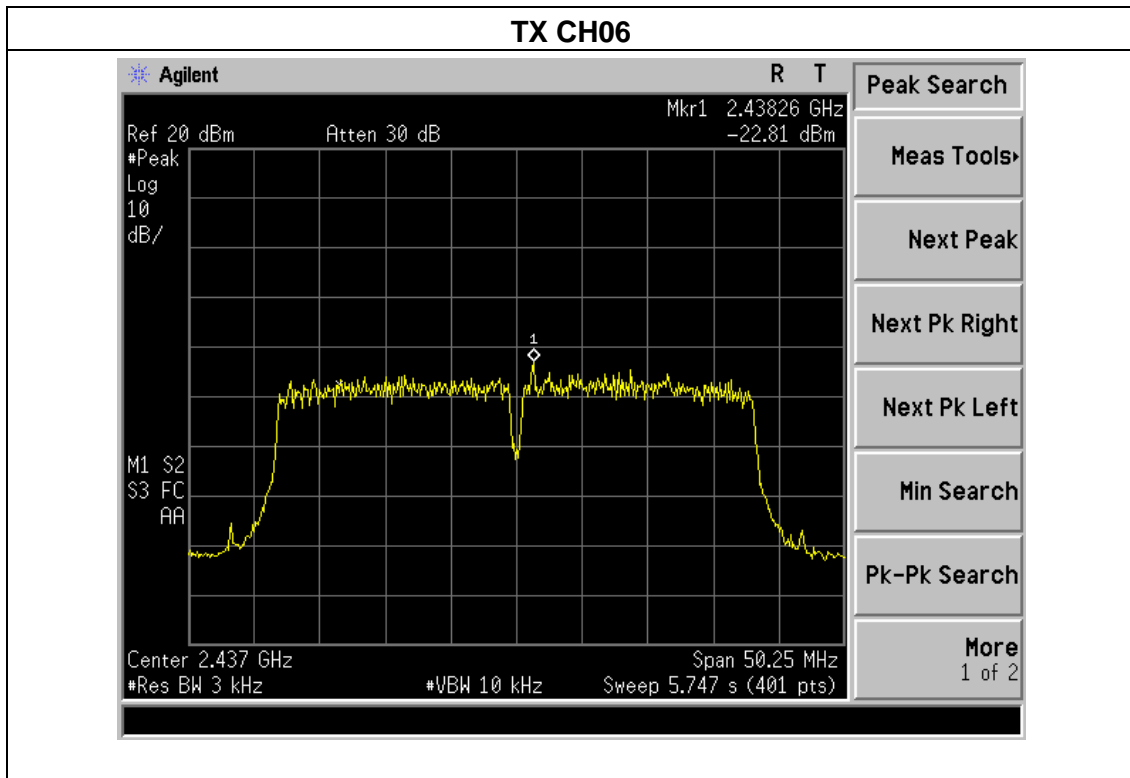 TX CH06
Agilent R T
Peak Search
Mkr1 2.43826 GHz
Ref 20 dBm Atten 30 dB -22.81 dBm
#Peak
Log
10
dB/
1
M1 S2
S3 FC
AA
Center 2.437 GHz Span 50.25 MHz
#Res BW 3 kHz #VBW 10 kHz Sweep 5.747 s (401 pts)
Meas Tools
Next Peak
Next Pk Right
Next Pk Left
Min Search
Pk-Pk Search
More
1 of 2